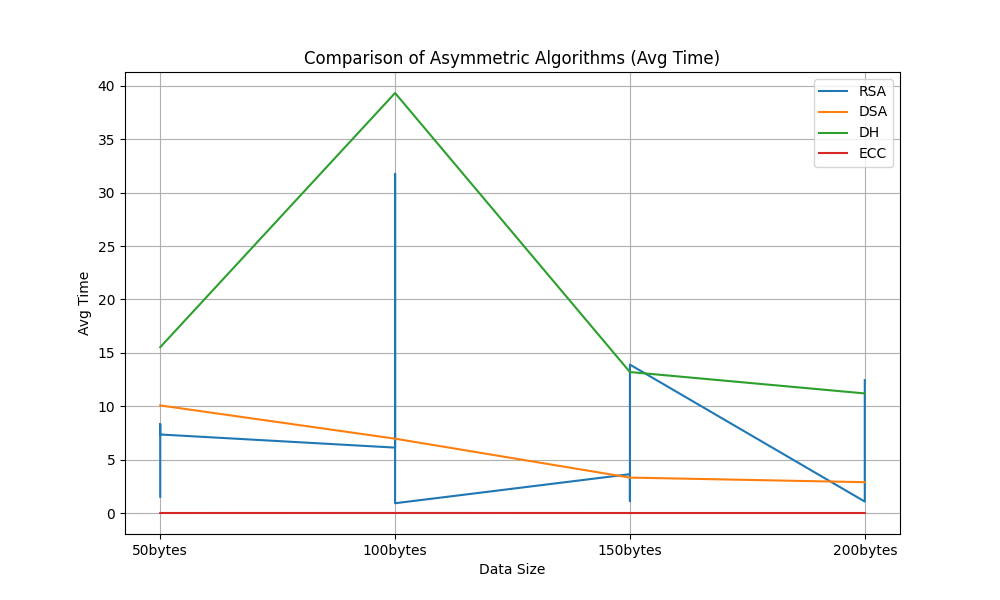 Comparison of Asymmetric Algorithms (Avg Time)
RSA
DSA
DH
ECC
40
35
30
25
20
15
10
5
0
Avg Time
50bytes 100bytes 150bytes 200bytes
Data Size